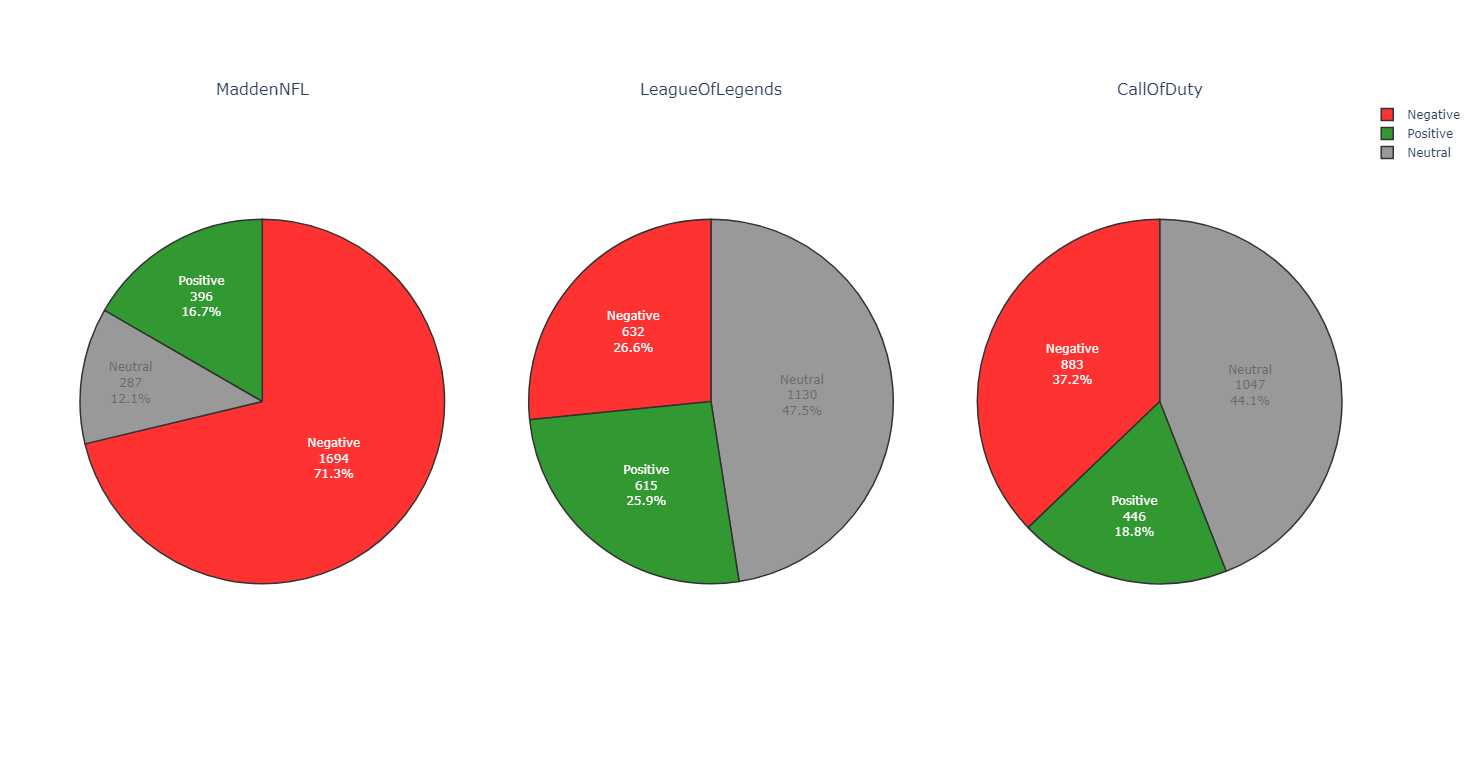 MaddenNFL
LeagueOfLegends
CallOfDuty
Negative
Positive
Neutral
Positive
396
16.7%
Neutral
287
12.1%
Negative
1694
71.3%
Negative
632
26.6%
Positive
615
25.9%
Neutral
1130
47.5%
Negative
883
37.2%
Positive
446
18.8%
Neutral
1047
44.1%